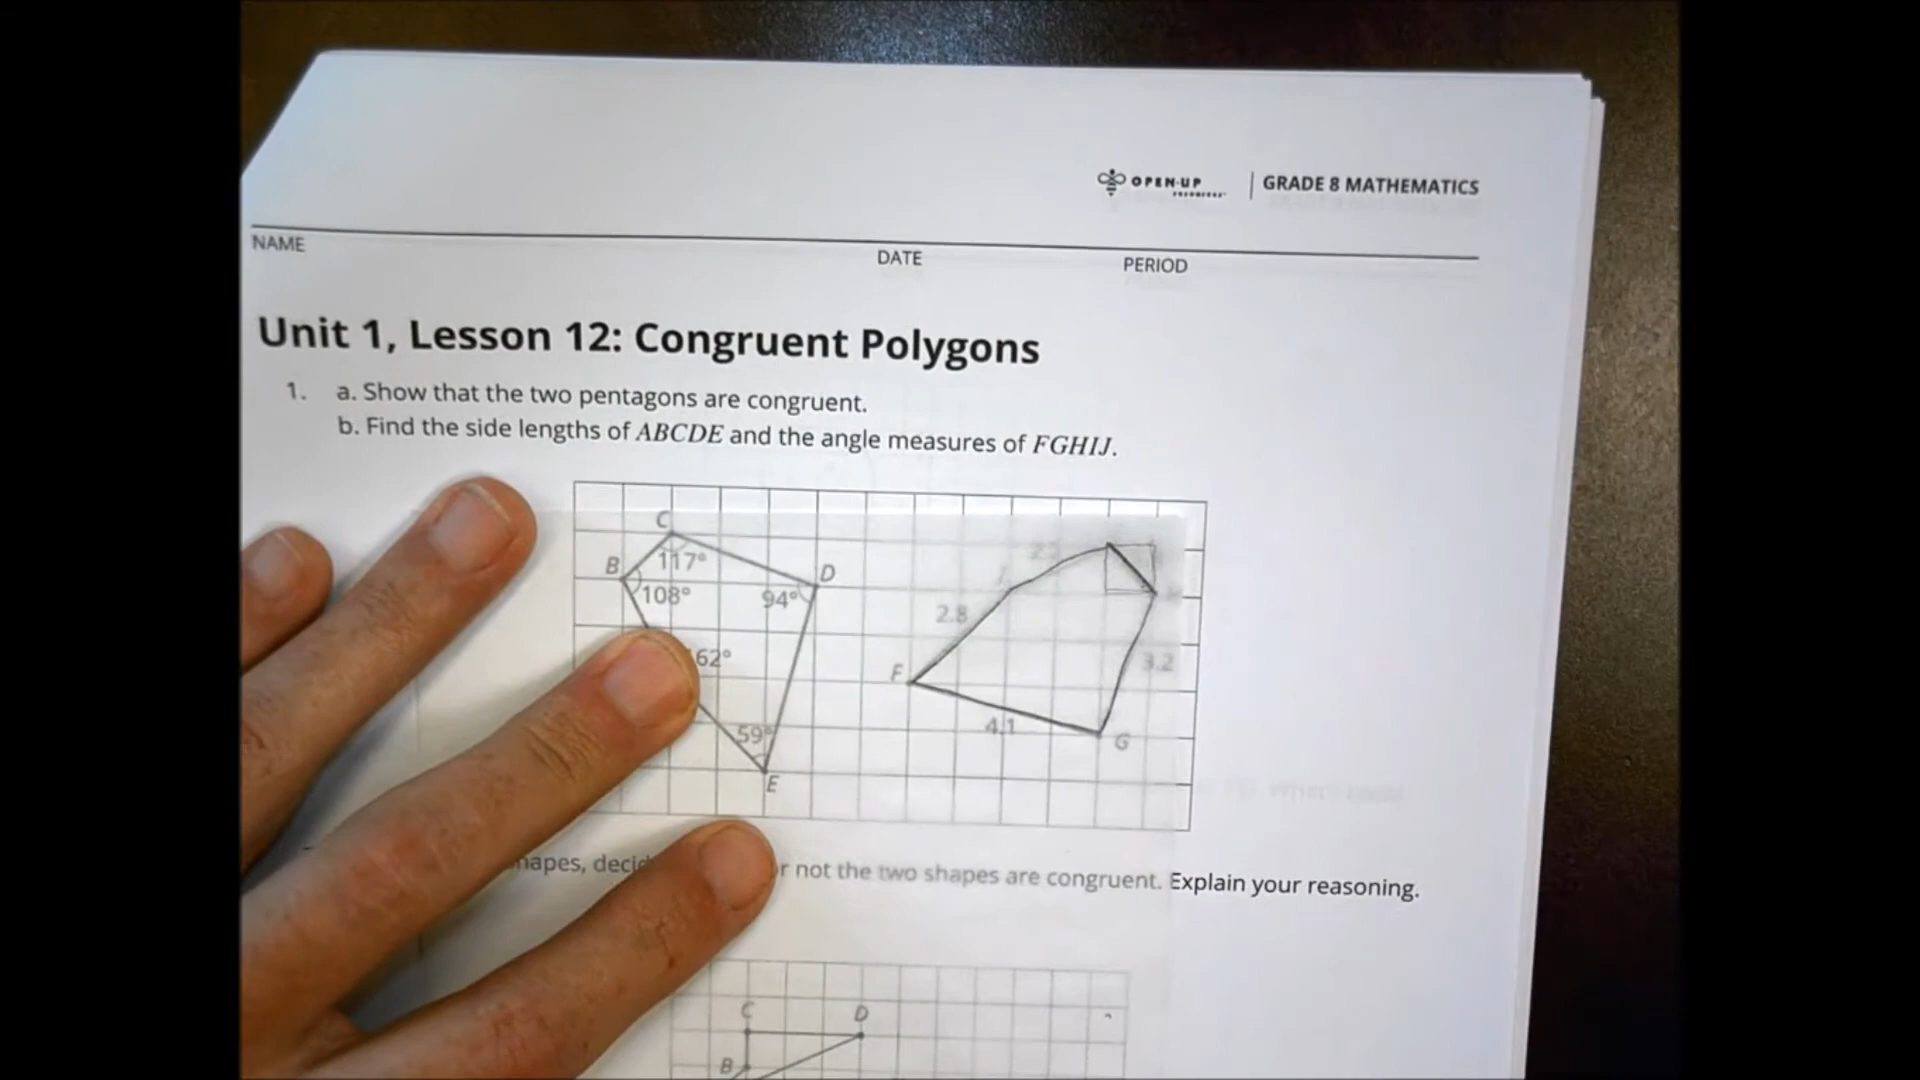 OPEN·UP
GRADE 8 MATHEMATICS
NAME DATE PERIOD
Unit 1, Lesson 12: Congruent Polygons
1. a. Show that the two pentagons are congruent.
b. Find the side lengths of ABCDE and the angle measures of FGHIJ.
C
B 117° D
108° 94°
62°
59°
E
2.8
F
3.2
4.1
G
hapes, decid r not the two shapes are congruent. Explain your reasoning.
C D
B